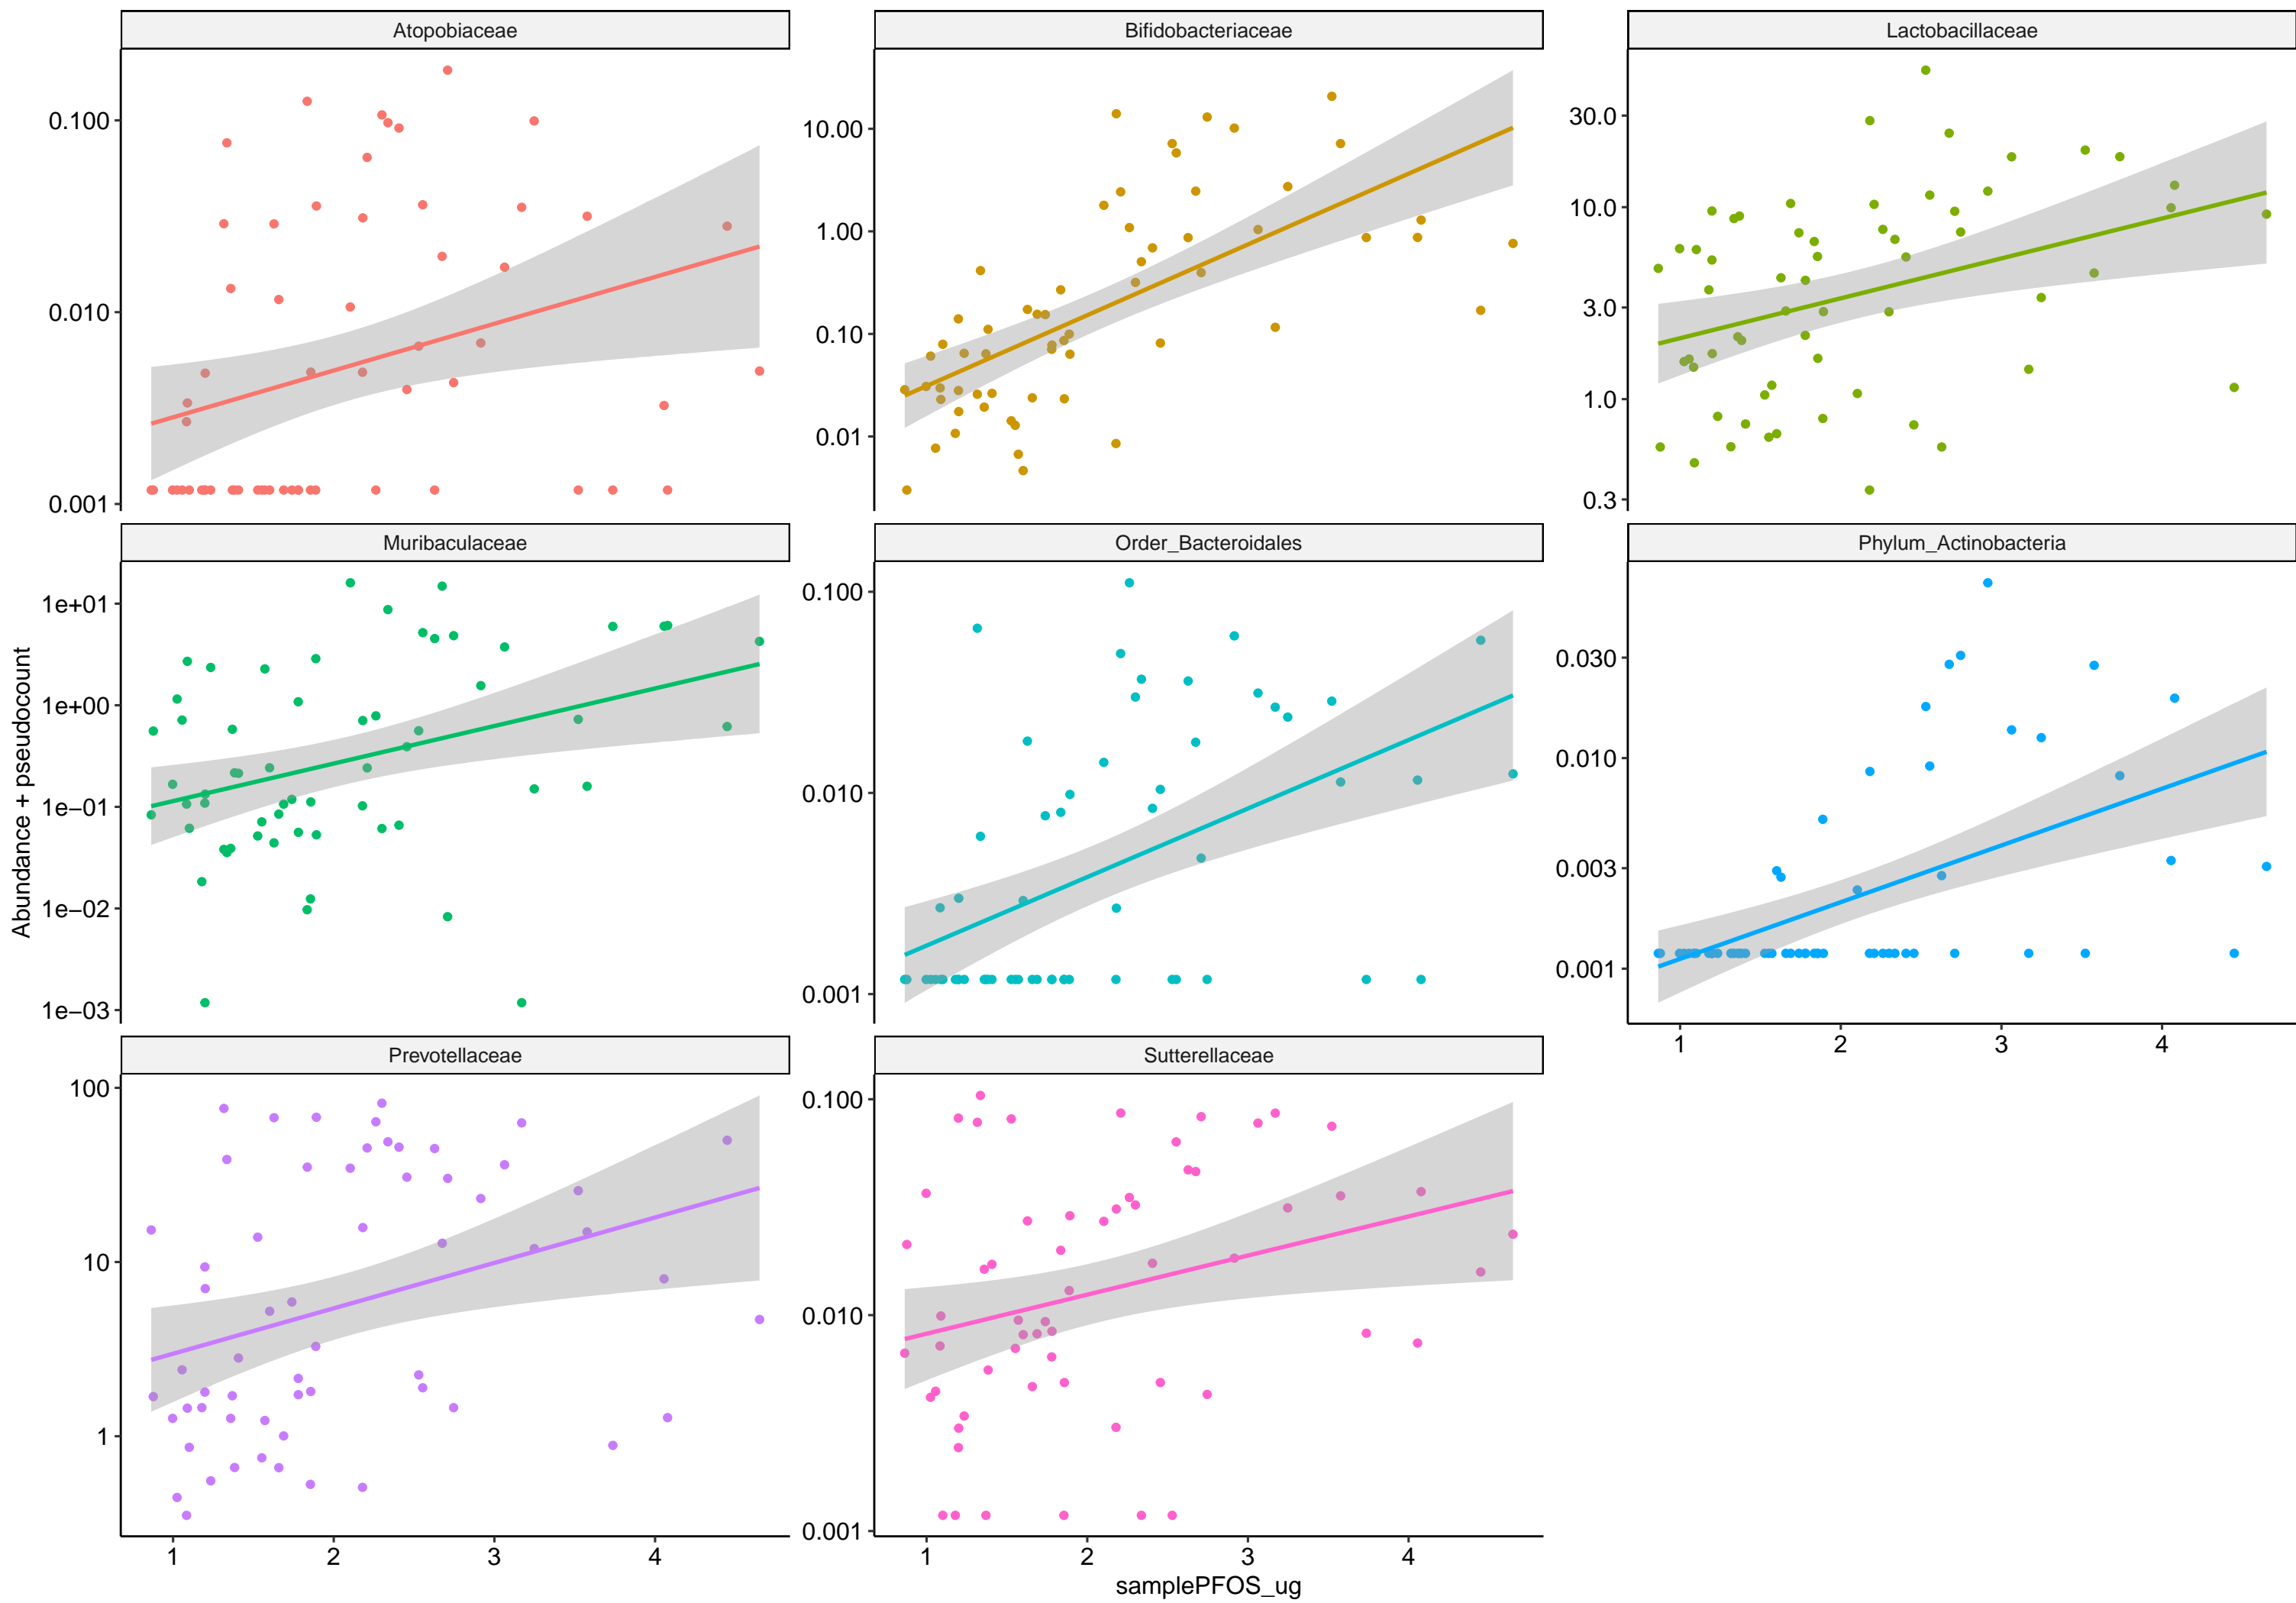 Atopobiaceae
Bifidobacteriaceae
Lactobacillaceae
0.100
0.010
0.001
10.00
1.00
0.10
0.01
30.0
10.0
3.0
1.0
0.3
Muribaculaceae
Order_Bacteroidales
Phylum_Actinobacteria
1e+01
1e+00
1e−01
1e−02
1e−03
0.100
0.010
0.001
0.030
0.010
0.003
0.001
1 2 3 4
Prevotellaceae
Sutterellaceae
100
10
1
0.100
0.010
0.001
1 2 3 4
1 2 3 4
samplePFOS_ug
Abundance + pseudocount